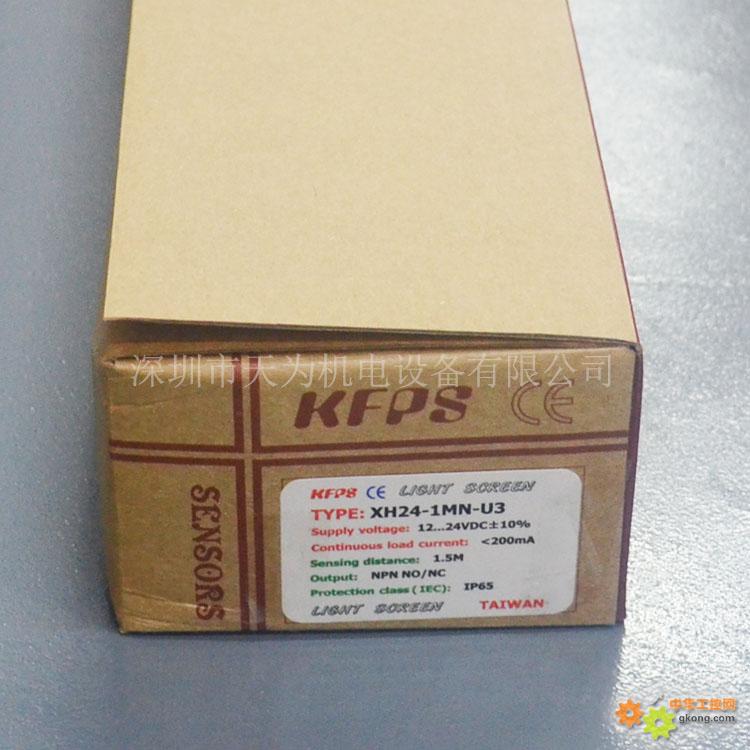 深圳市天为机电设备有限公司
KFPS CE
SENSORS
KFPS CE LIGHT SCREEN
TYPE: XH24-1MN-U3
Supply voltage: 12...24VDC±10%
Continuous load current: <200mA
Sensing distance: 1.5M
Output: NPN NO/NC
Protection class(IEC): IP65
LIGHT SCREEN TAIWAN
中华工控网
gkong.com